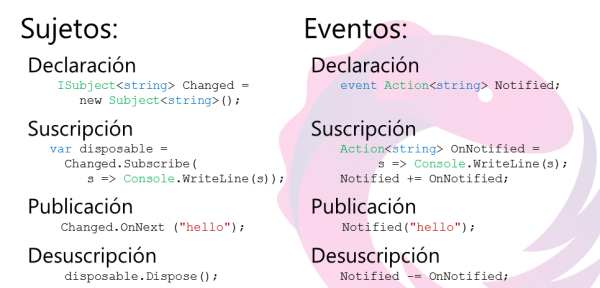 Sujetos:
Declaración
ISubject<string> Changed =
new Subject<string>();
Suscripción
var disposable =
Changed.Subscribe(
s => Console.WriteLine(s));
Publicación
Changed.OnNext ("hello");
Desuscripción
disposable.Dispose();
Eventos:
Declaración
event Action<string> Notified;
Suscripción
Action<string> OnNotified =
s => Console.WriteLine(s);
Notified += OnNotified;
Publicación
Notified("hello");
Desuscripción
Notified -= OnNotified;